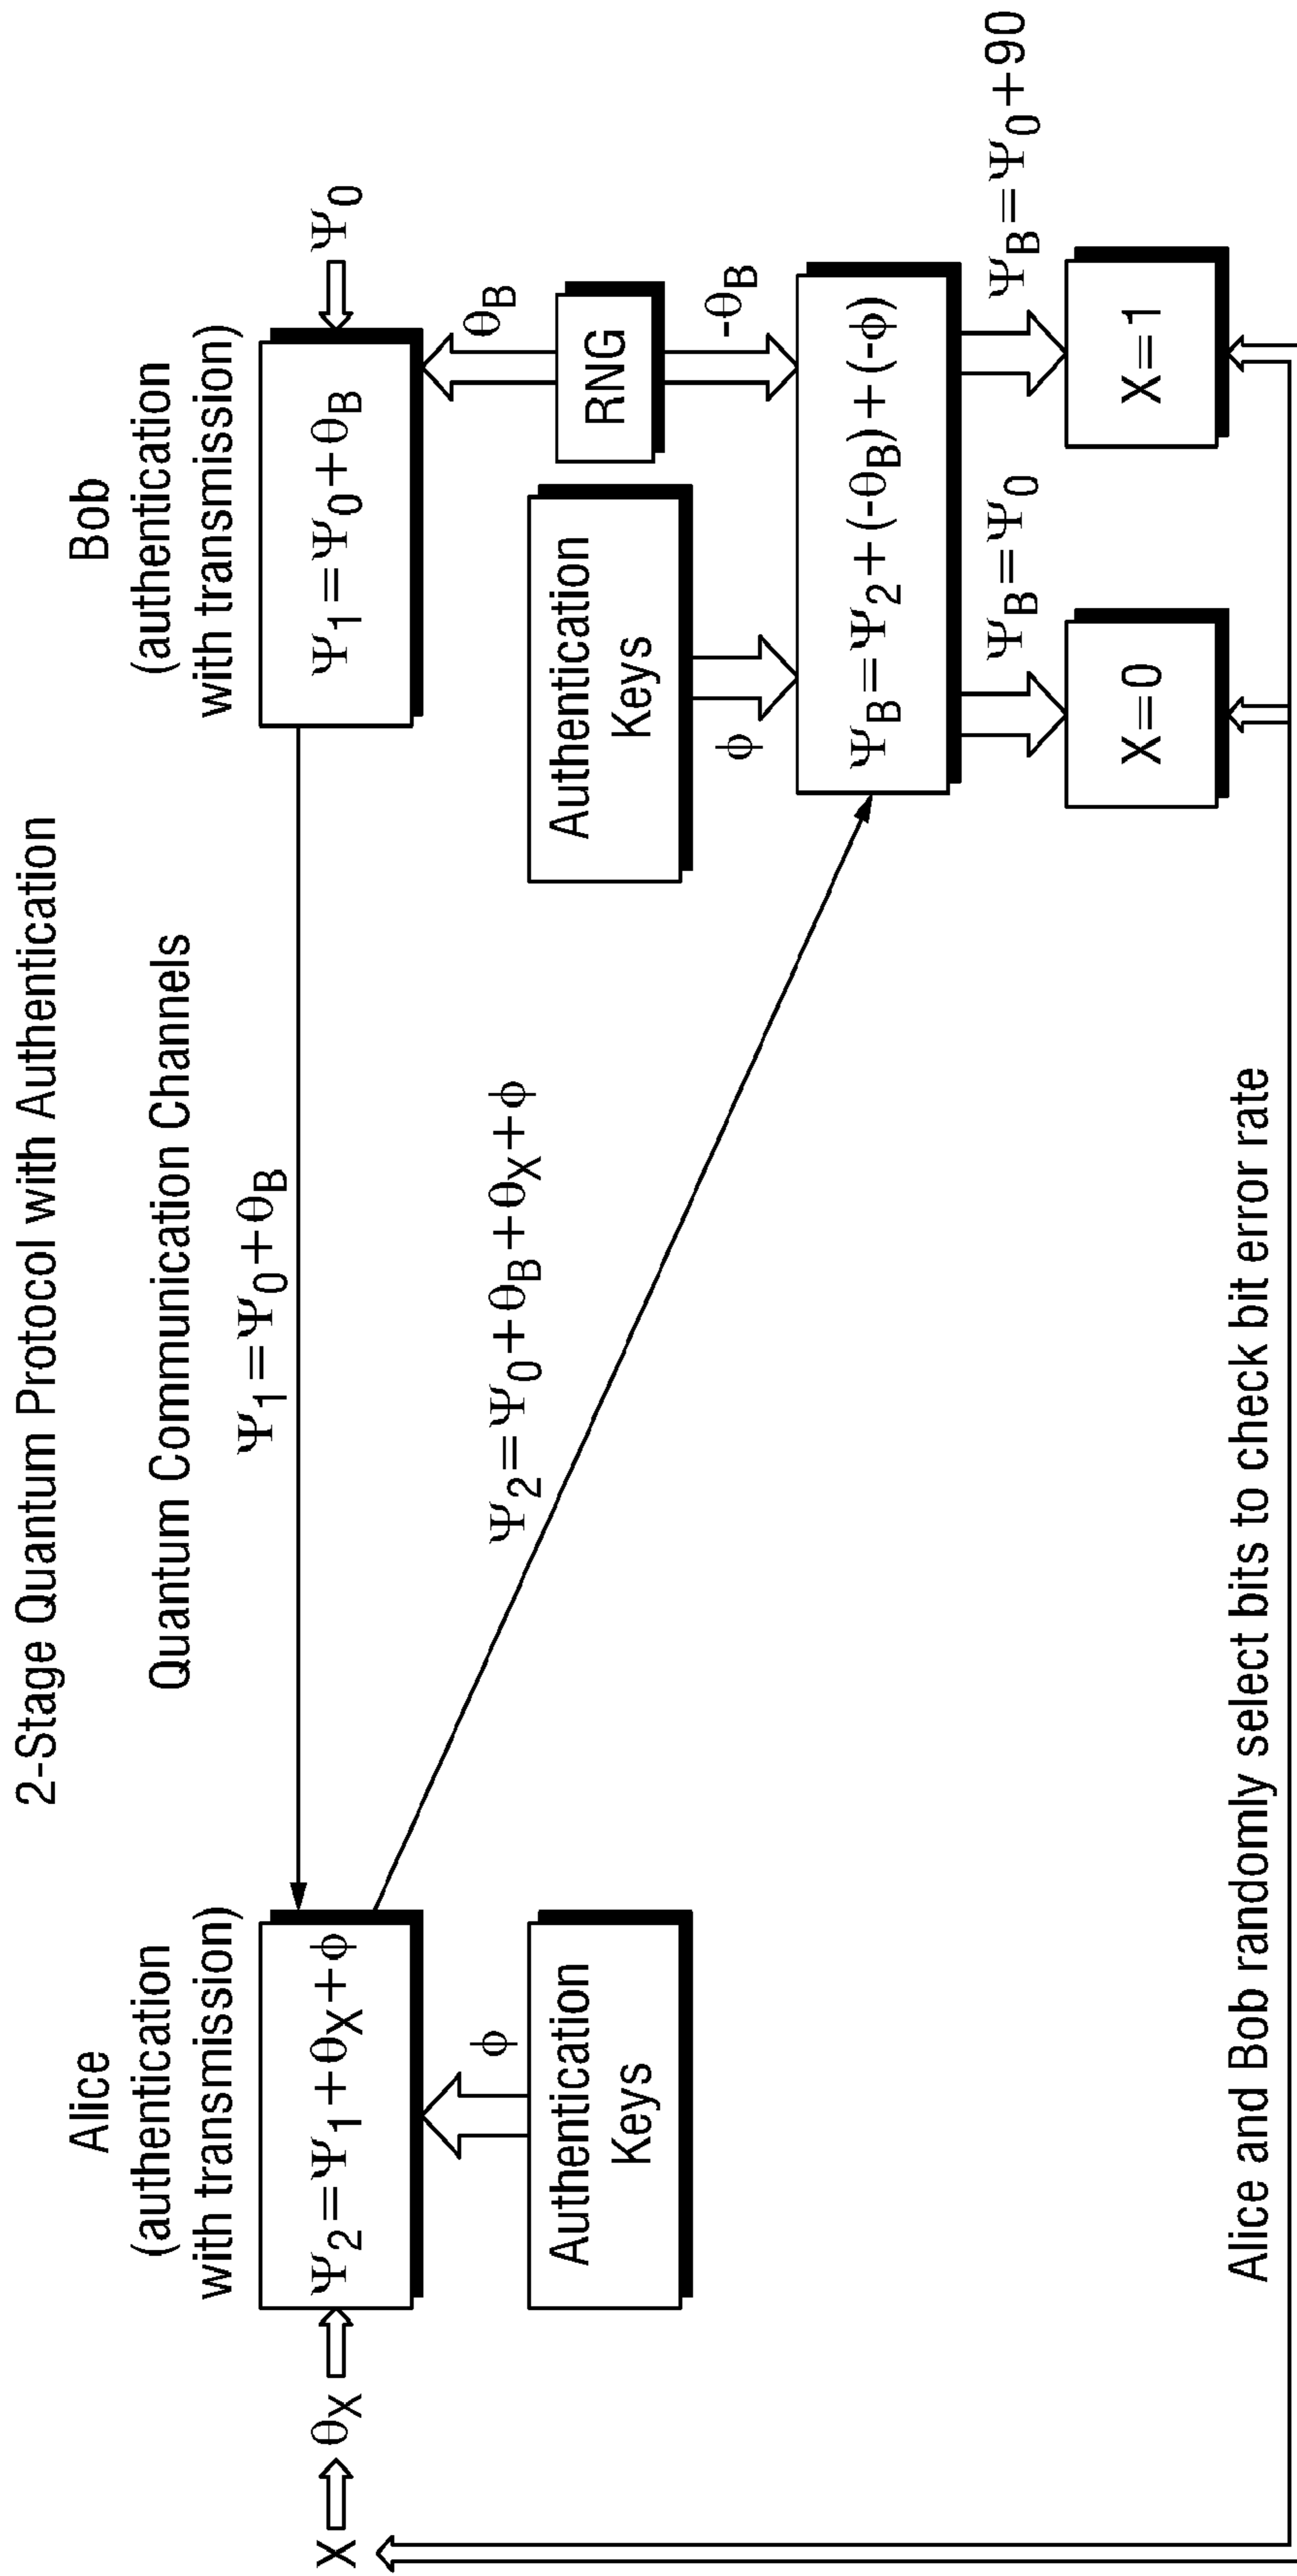 2-Stage Quantum Protocol with Authentication
Alice
(authentication
with transmission)
Quantum Communication Channels
Bob
(authentication
with transmission)
X
θX
Ψ2=Ψ1+θX+ϕ
Ψ1=Ψ0+θB
Ψ1=Ψ0+θB
Ψ0
ϕ
θB
Authentication
Keys
Ψ2=Ψ0+θB+θX+ϕ
Authentication
Keys
RNG
ϕ
-θB
ΨB=Ψ2+(-θB)+(-ϕ)
ΨB=Ψ0
ΨB=Ψ0+90
X=0
X=1
Alice and Bob randomly select bits to check bit error rate